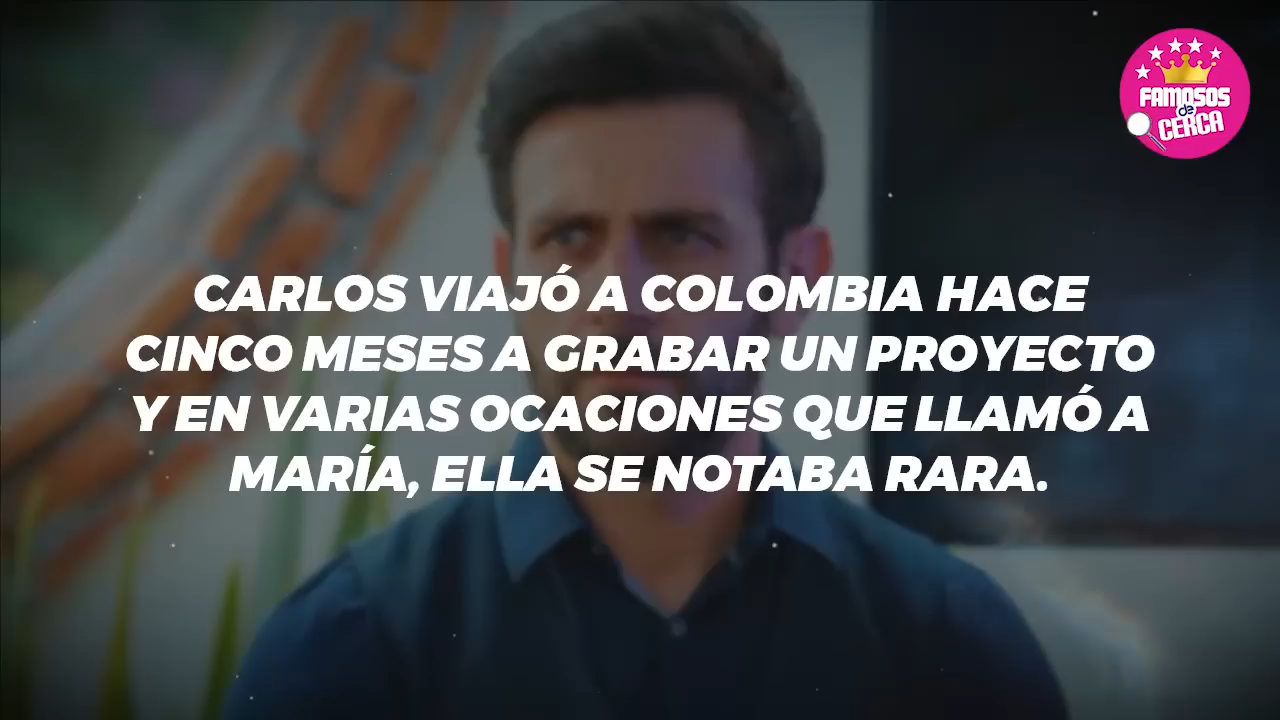 FAMOSOS
de
CERCA
CARLOS VIAJÓ A COLOMBIA HACE
CINCO MESES A GRABAR UN PROYECTO
Y EN VARIAS OCACIONES QUE LLAMÓ A
MARÍA, ELLA SE NOTABA RARA.